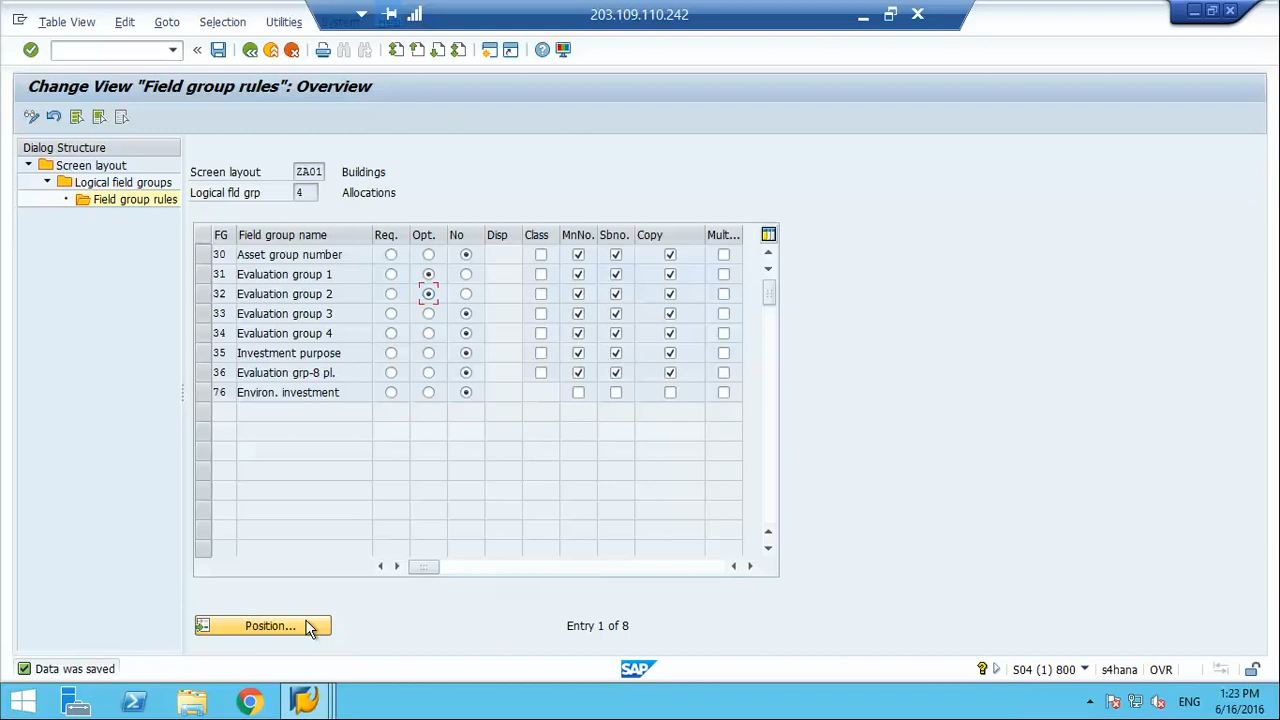 203.109.110.242
Table View Edit Goto Selection Utilities System Help
Change View "Field group rules": Overview
Dialog Structure
Screen layout
Logical field groups
Field group rules
Screen layout ZA01 Buildings
Logical fld grp 4 Allocations
FG Field group name Req. Opt. No Disp Class MnNo. Sbno. Copy Mult...
30 Asset group number
31 Evaluation group 1
32 Evaluation group 2
33 Evaluation group 3
34 Evaluation group 4
35 Investment purpose
36 Evaluation grp-8 pl.
76 Environ. investment
Position...
Entry 1 of 8
Data was saved
SAP
S04 (1) 800
s4hana
OVR
ENG
1:23 PM
6/16/2016